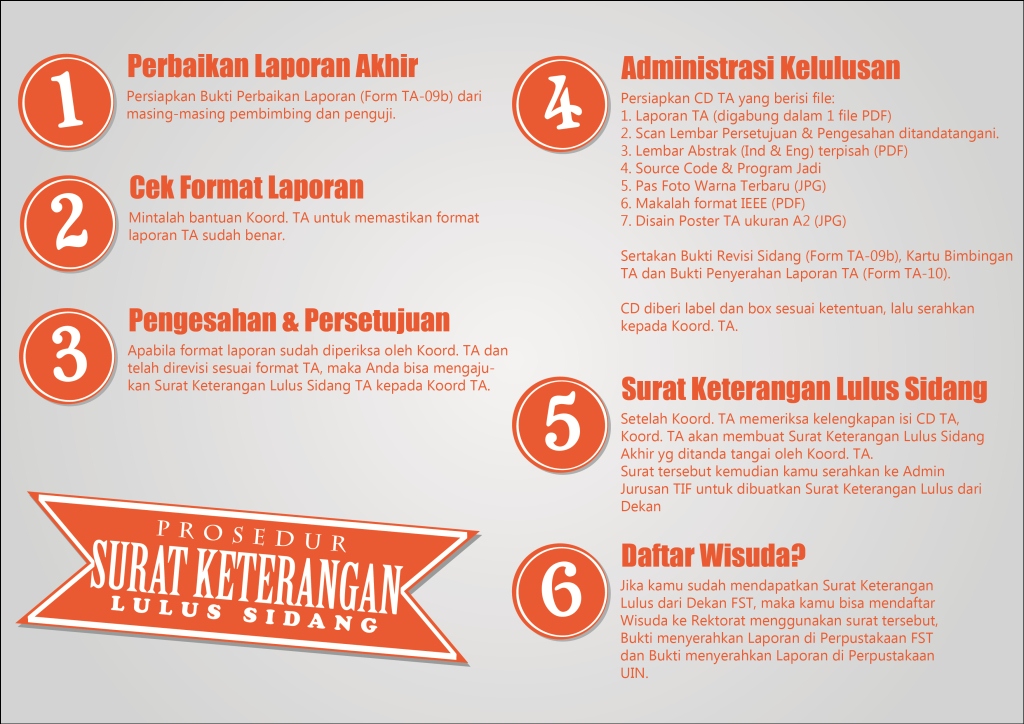 1
Perbaikan Laporan Akhir
Persiapkan Bukti Perbaikan Laporan (Form TA-09b) dari
masing-masing pembimbing dan penguji.
2
Cek Format Laporan
Mintalah bantuan Koord. TA untuk memastikan format
laporan TA sudah benar.
3
Pengesahan & Persetujuan
Apabila format laporan sudah diperiksa oleh Koord. TA dan
telah direvisi sesuai format TA, maka Anda bisa mengaju-
kan Surat Keterangan Lulus Sidang TA kepada Koord TA.
PROSEDUR
SURAT KETERANGAN
LULUS SIDANG
4
Administrasi Kelulusan
Persiapkan CD TA yang berisi file:
1. Laporan TA (digabung dalam 1 file PDF)
2. Scan Lembar Persetujuan & Pengesahan ditandatangani.
3. Lembar Abstrak (Ind & Eng) terpisah (PDF)
4. Source Code & Program Jadi
5. Pas Foto Warna Terbaru (JPG)
6. Makalah format IEEE (PDF)
7. Disain Poster TA ukuran A2 (JPG)
Sertakan Bukti Revisi Sidang (Form TA-09b), Kartu Bimbingan
TA dan Bukti Penyerahan Laporan TA (Form TA-10).
CD diberi label dan box sesuai ketentuan, lalu serahkan
kepada Koord. TA.
5
Surat Keterangan Lulus Sidang
Setelah Koord. TA memeriksa kelengkapan isi CD TA,
Koord. TA akan membuat Surat Keterangan Lulus Sidang
Akhir yg ditanda tangai oleh Koord. TA.
Surat tersebut kemudian kamu serahkan ke Admin
Jurusan TIF untuk dibuatkan Surat Keterangan Lulus dari
Dekan
6
Daftar Wisuda?
Jika kamu sudah mendapatkan Surat Keterangan
Lulus dari Dekan FST, maka kamu bisa mendaftar
Wisuda ke Rektorat menggunakan surat tersebut,
Bukti menyerahkan Laporan di Perpustakaan FST
dan Bukti menyerahkan Laporan di Perpustakaan
UIN.